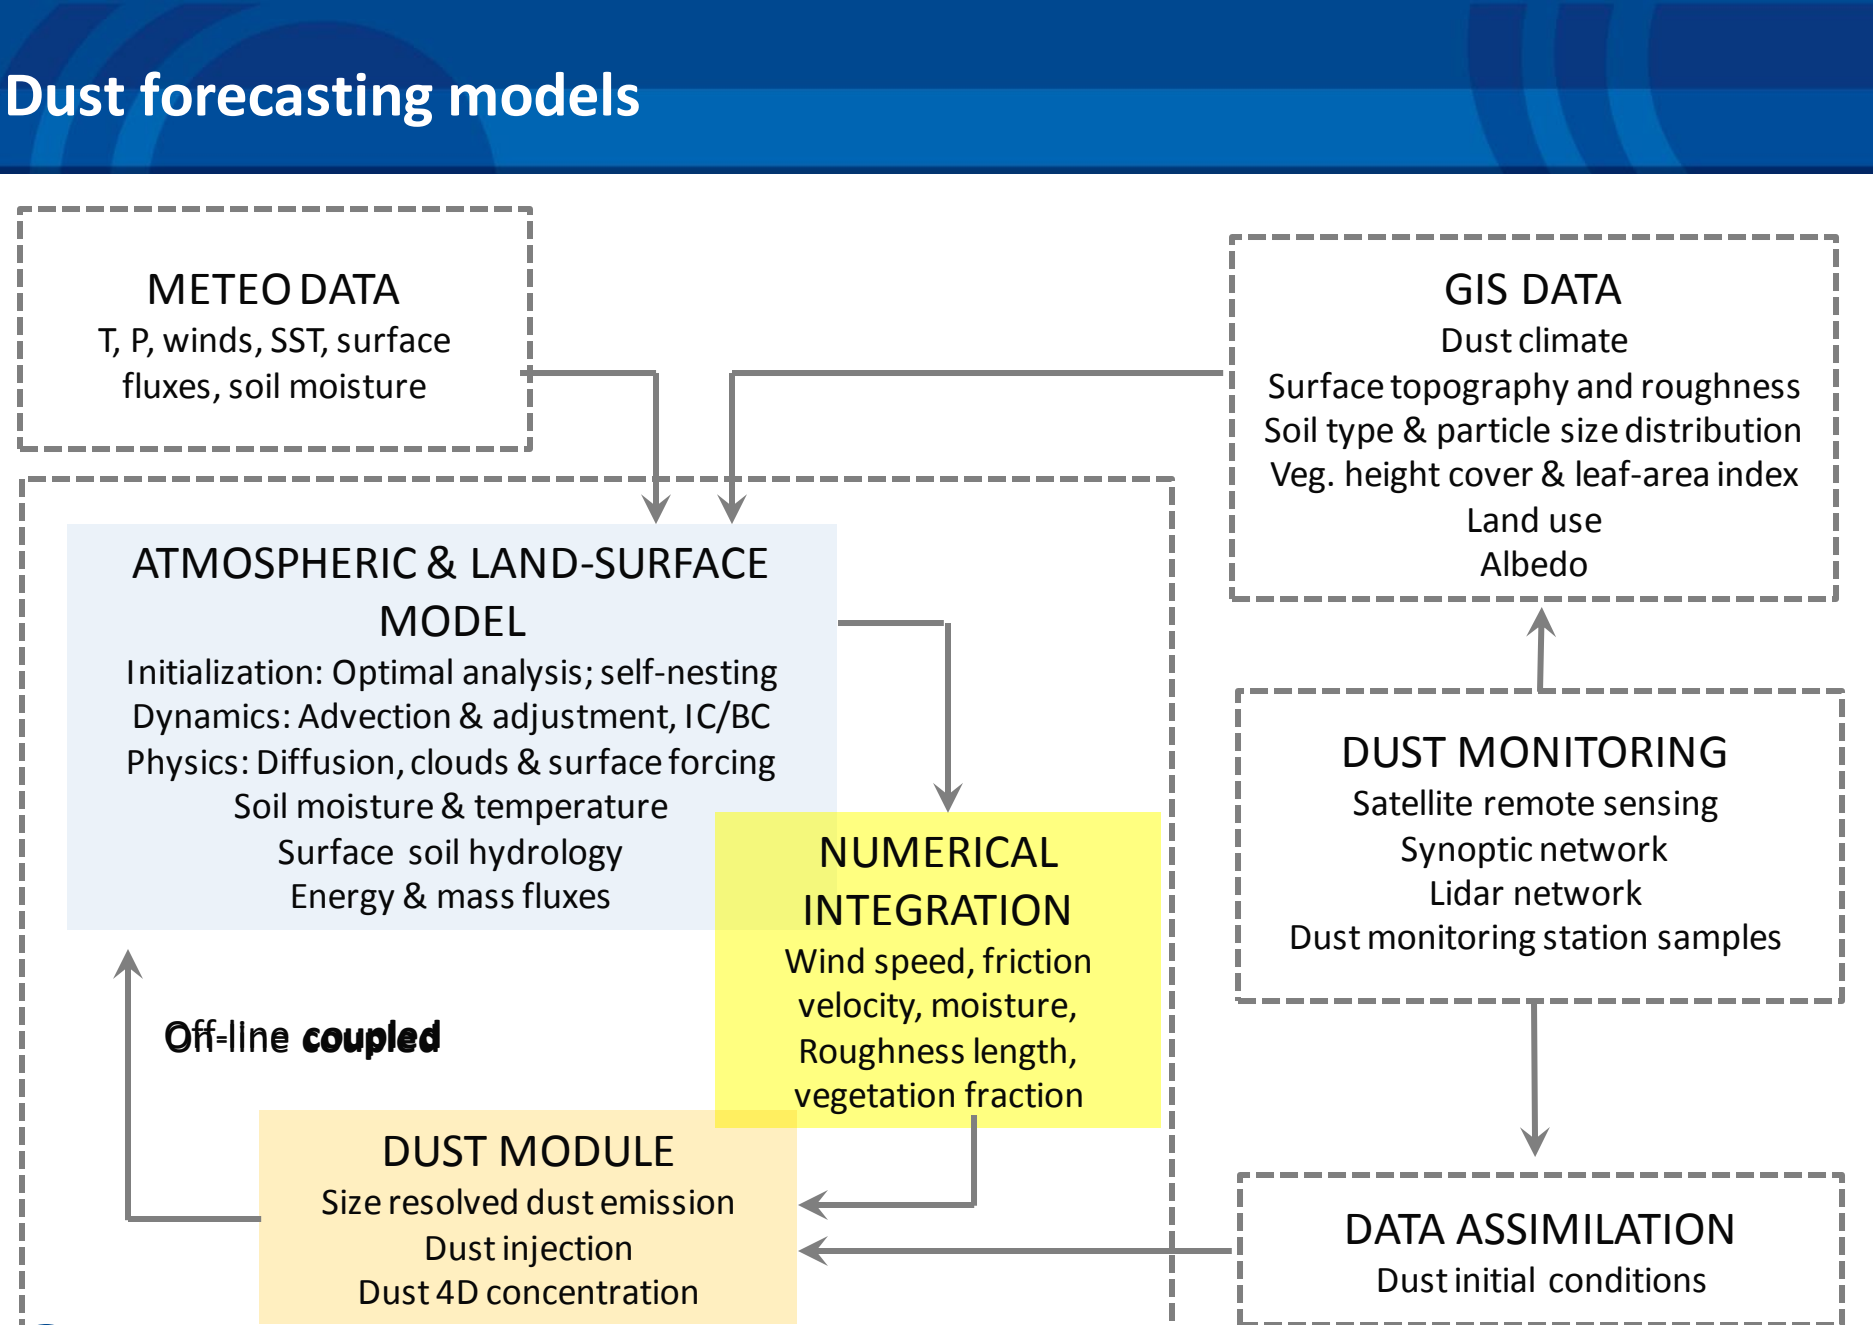 Dust forecasting models
METEO DATA
T, P, winds, SST, surface
fluxes, soil moisture
GIS DATA
Dust climate
Surface topography and roughness
Soil type & particle size distribution
Veg. height cover & leaf-area index
Land use
Albedo
ATMOSPHERIC & LAND-SURFACE
MODEL
Initialization: Optimal analysis; self-nesting
Dynamics: Advection & adjustment, IC/BC
Physics: Diffusion, clouds & surface forcing
Soil moisture & temperature
Surface soil hydrology
Energy & mass fluxes
NUMERICAL
INTEGRATION
Wind speed, friction
velocity, moisture,
Roughness length,
vegetation fraction
DUST MONITORING
Satellite remote sensing
Synoptic network
Lidar network
Dust monitoring station samples
coupled
DUST MODULE
Size resolved dust emission
Dust injection
Dust 4D concentration
DATA ASSIMILATION
Dust initial conditions